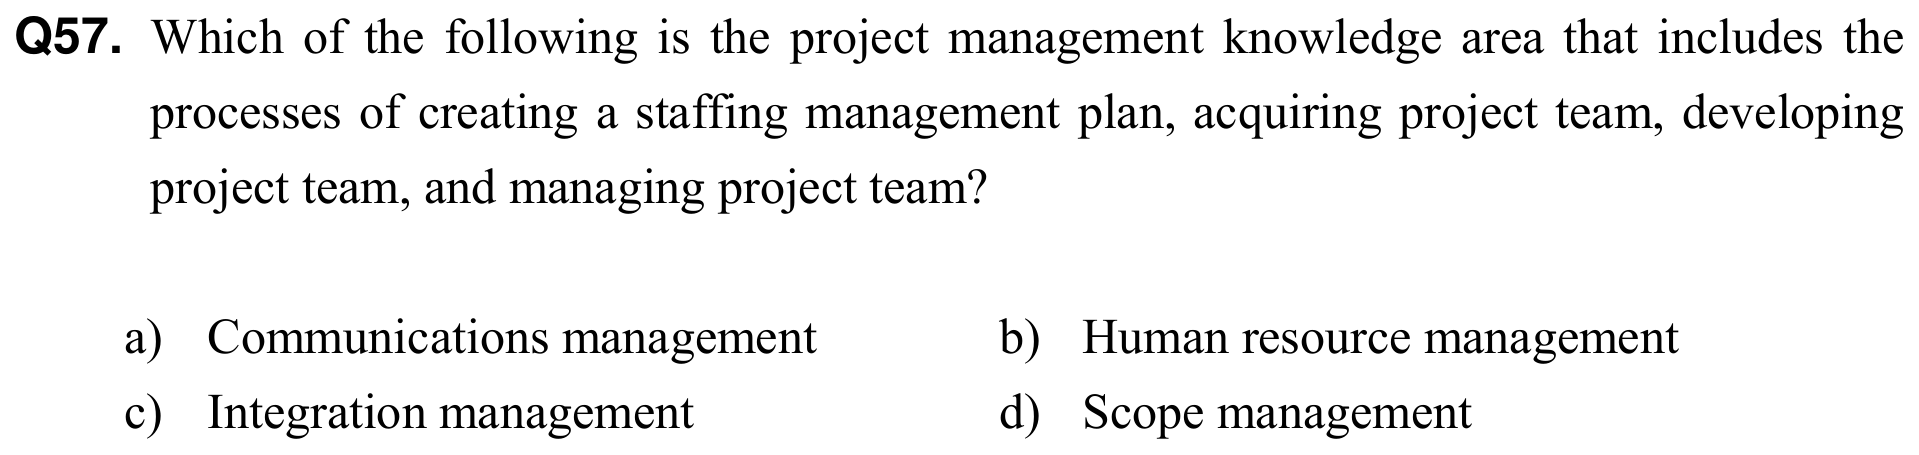 Q57. Which of the following is the project management knowledge area that includes the
processes of creating a staffing management plan, acquiring project team, developing
project team, and managing project team?
a) Communications management b) Human resource management
c) Integration management d) Scope management